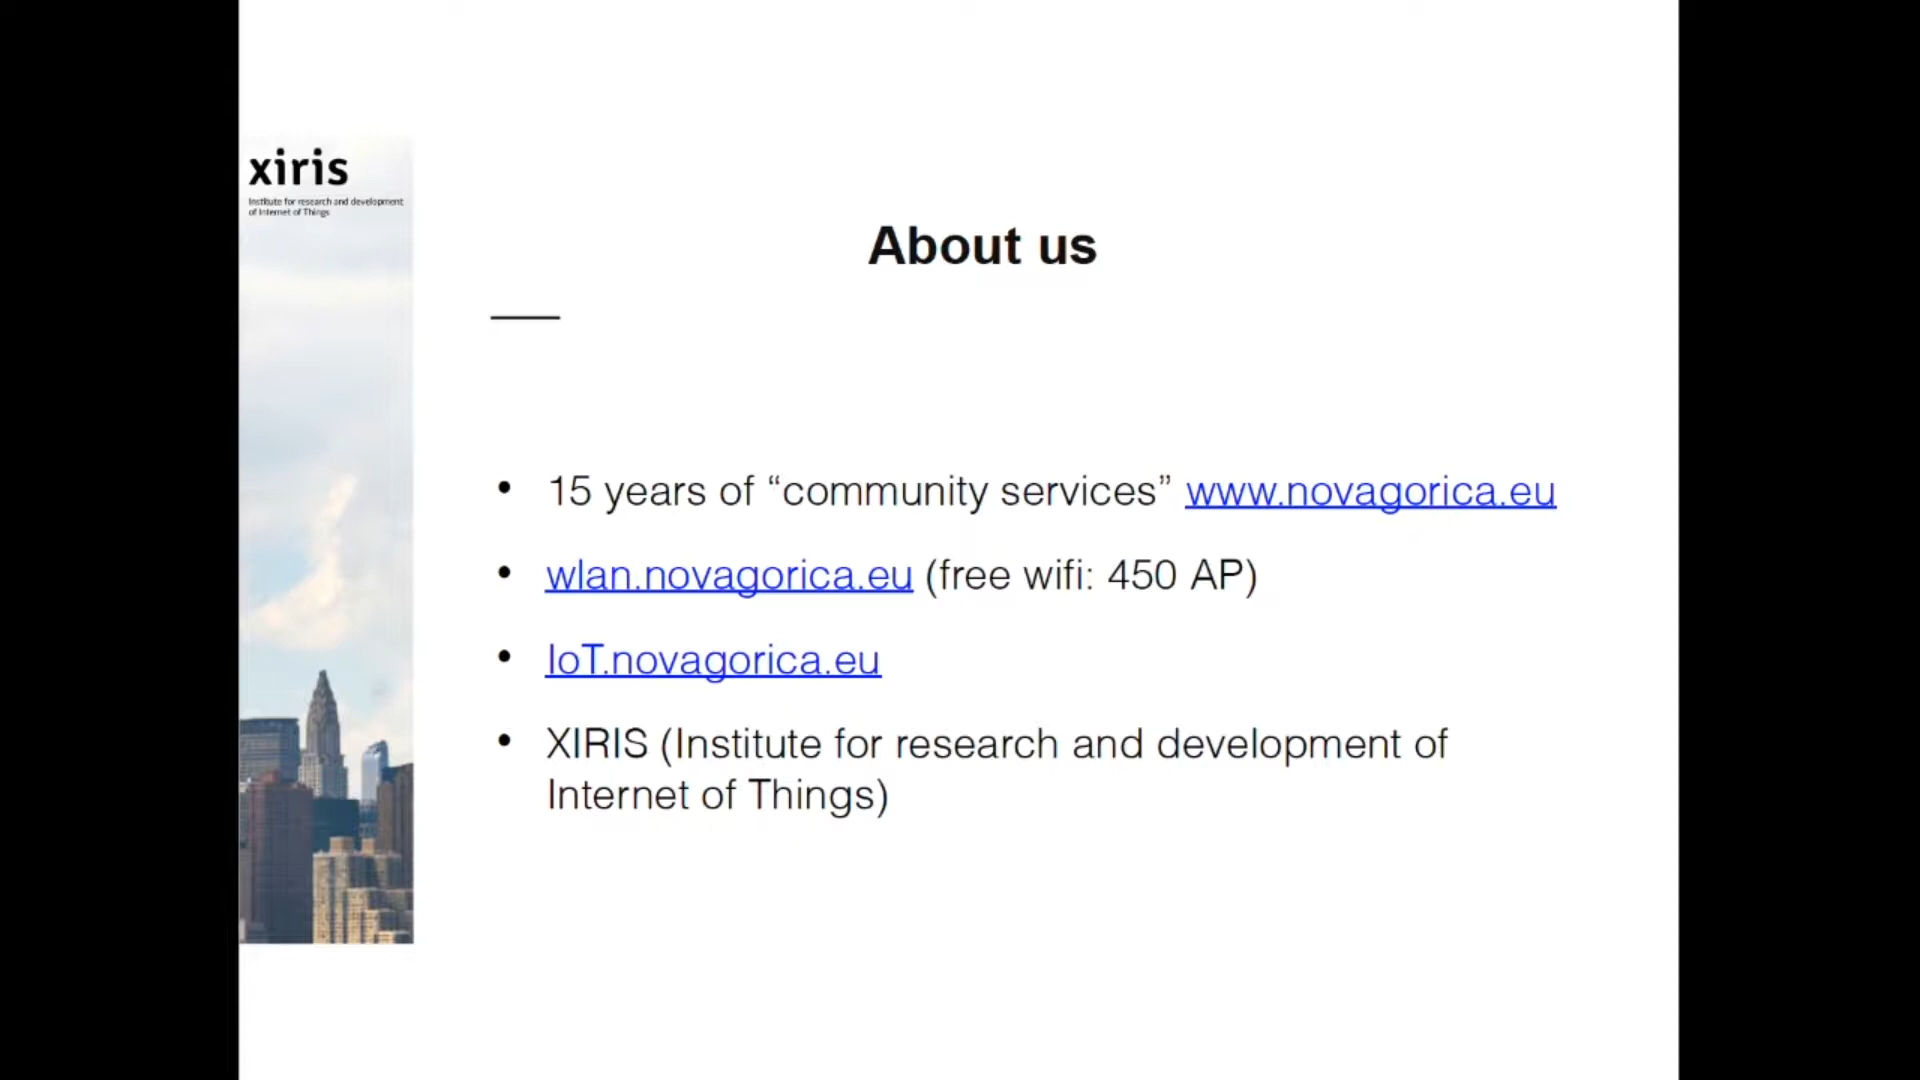 xiris
Institute for research and development
of Internet of Things
About us
• 15 years of “community services” www.novagorica.eu
• wlan.novagorica.eu (free wifi: 450 AP)
• IoT.novagorica.eu
• XIRIS (Institute for research and development of
Internet of Things)